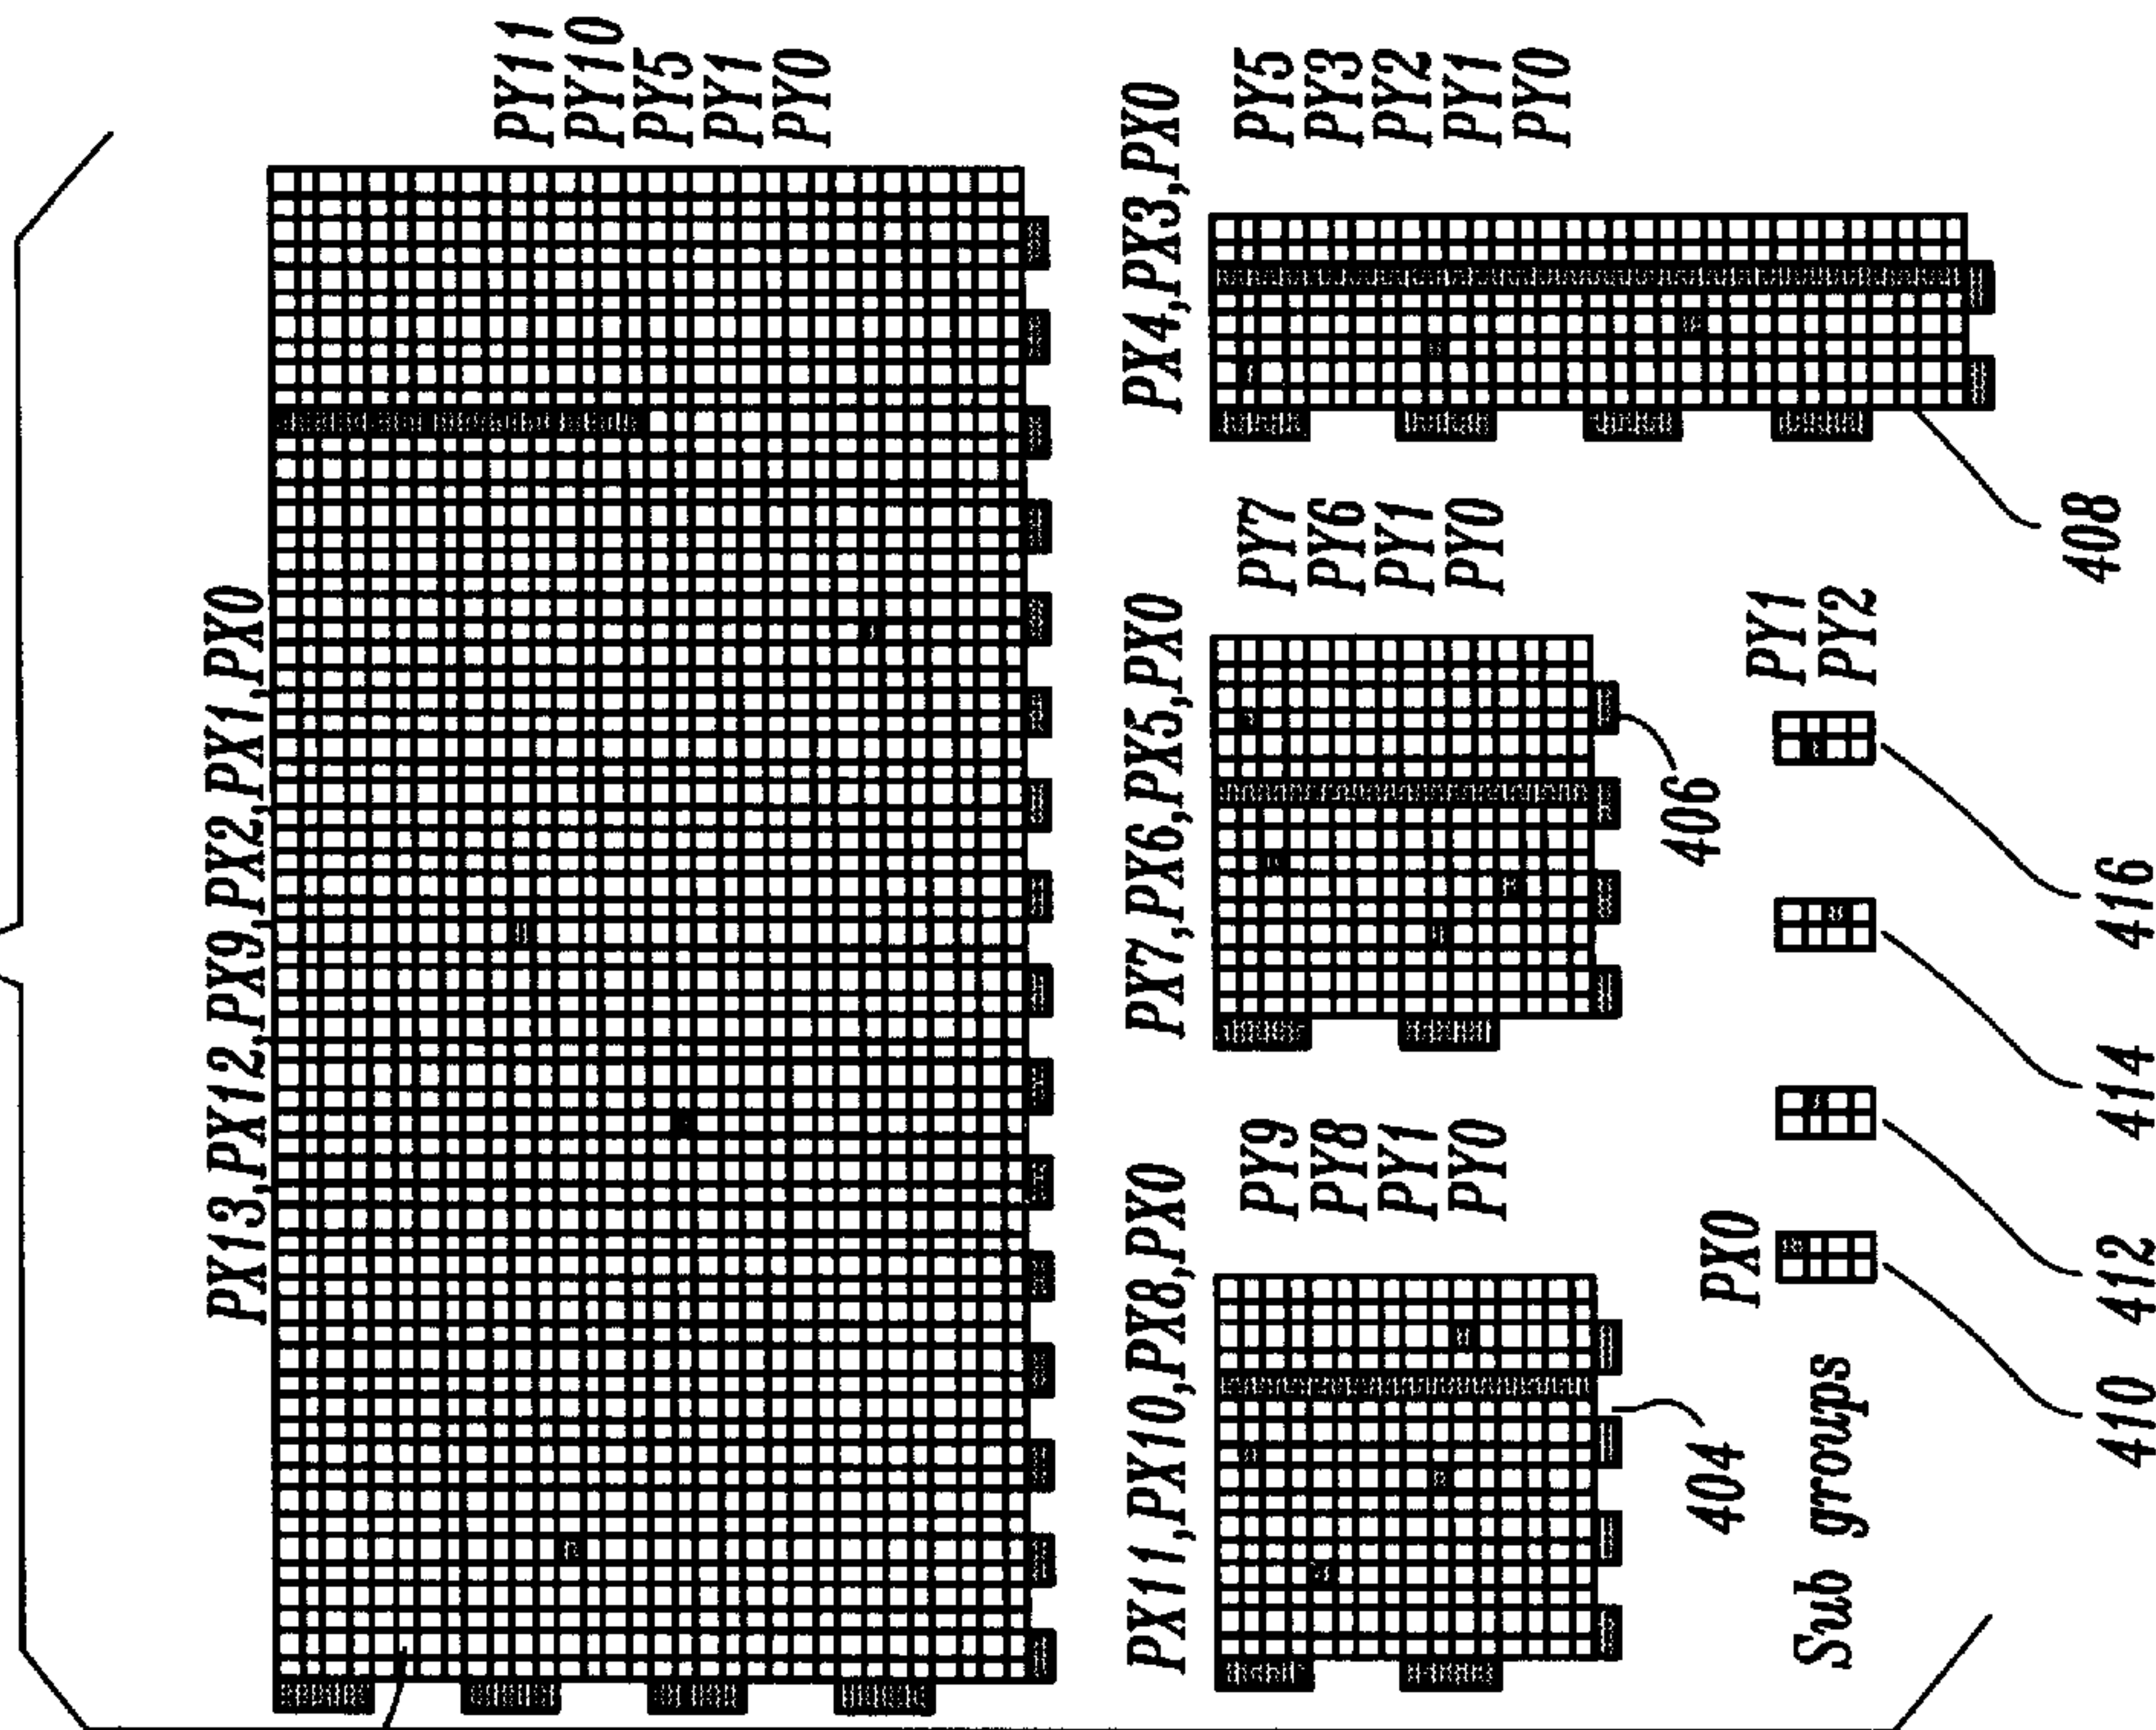 PX13,PX12,PX9,PX2,PX1,PX0
PY11
PY10
PY5
PY1
PY0
PX11,PX10,PX8,PX0
PY9
PY8
PY1
PY0
404
PX7,PX6,PX5,PX0
PY7
PY6
PY1
PY0
406
PX4,PX3,PX0
PY5
PY3
PY2
PY1
PY0
408
Sub groups
PX0
PY1
PY2
410
412
414
416